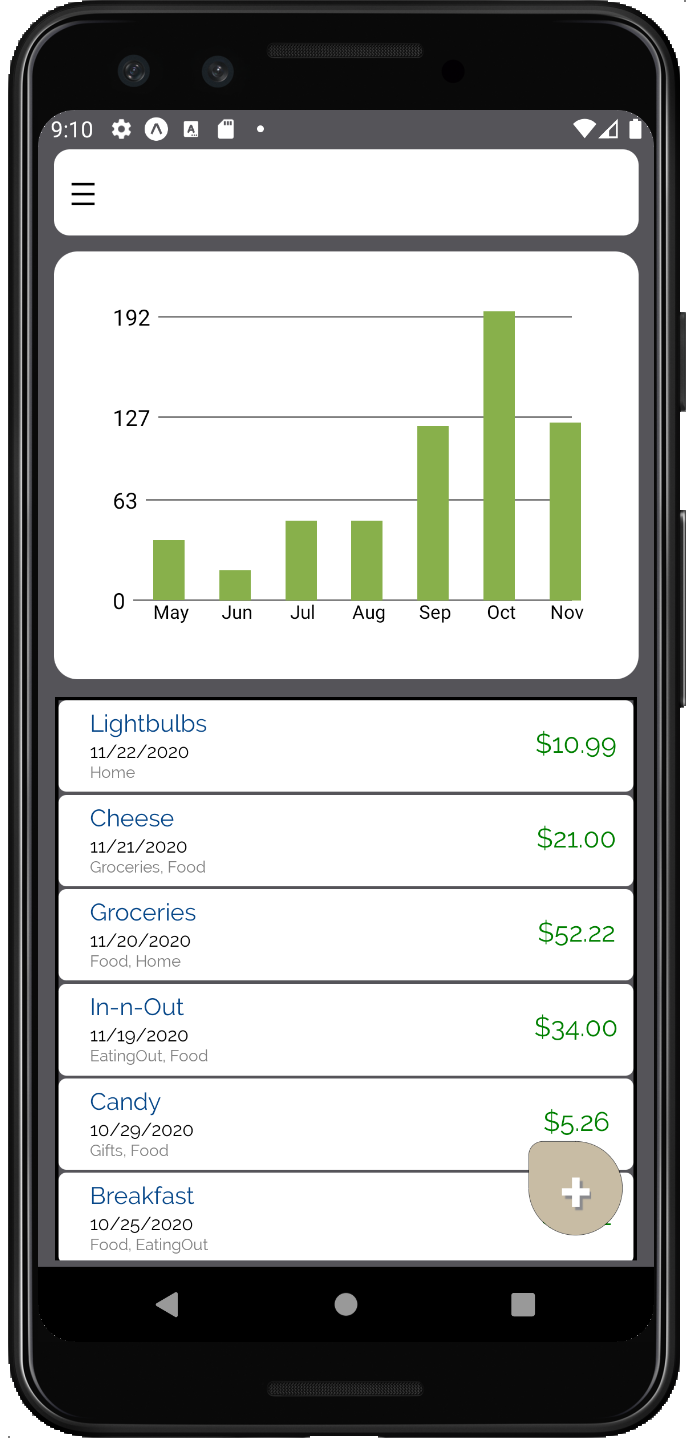 9:10
192
127
63
0
May Jun Jul Aug Sep Oct Nov
Lightbulbs
11/22/2020
Home
$10.99
Cheese
11/21/2020
Groceries, Food
$21.00
Groceries
11/20/2020
Food, Home
$52.22
In-n-Out
11/19/2020
EatingOut, Food
$34.00
Candy
10/29/2020
Gifts, Food
$5.26
Breakfast
10/25/2020
Food, EatingOut